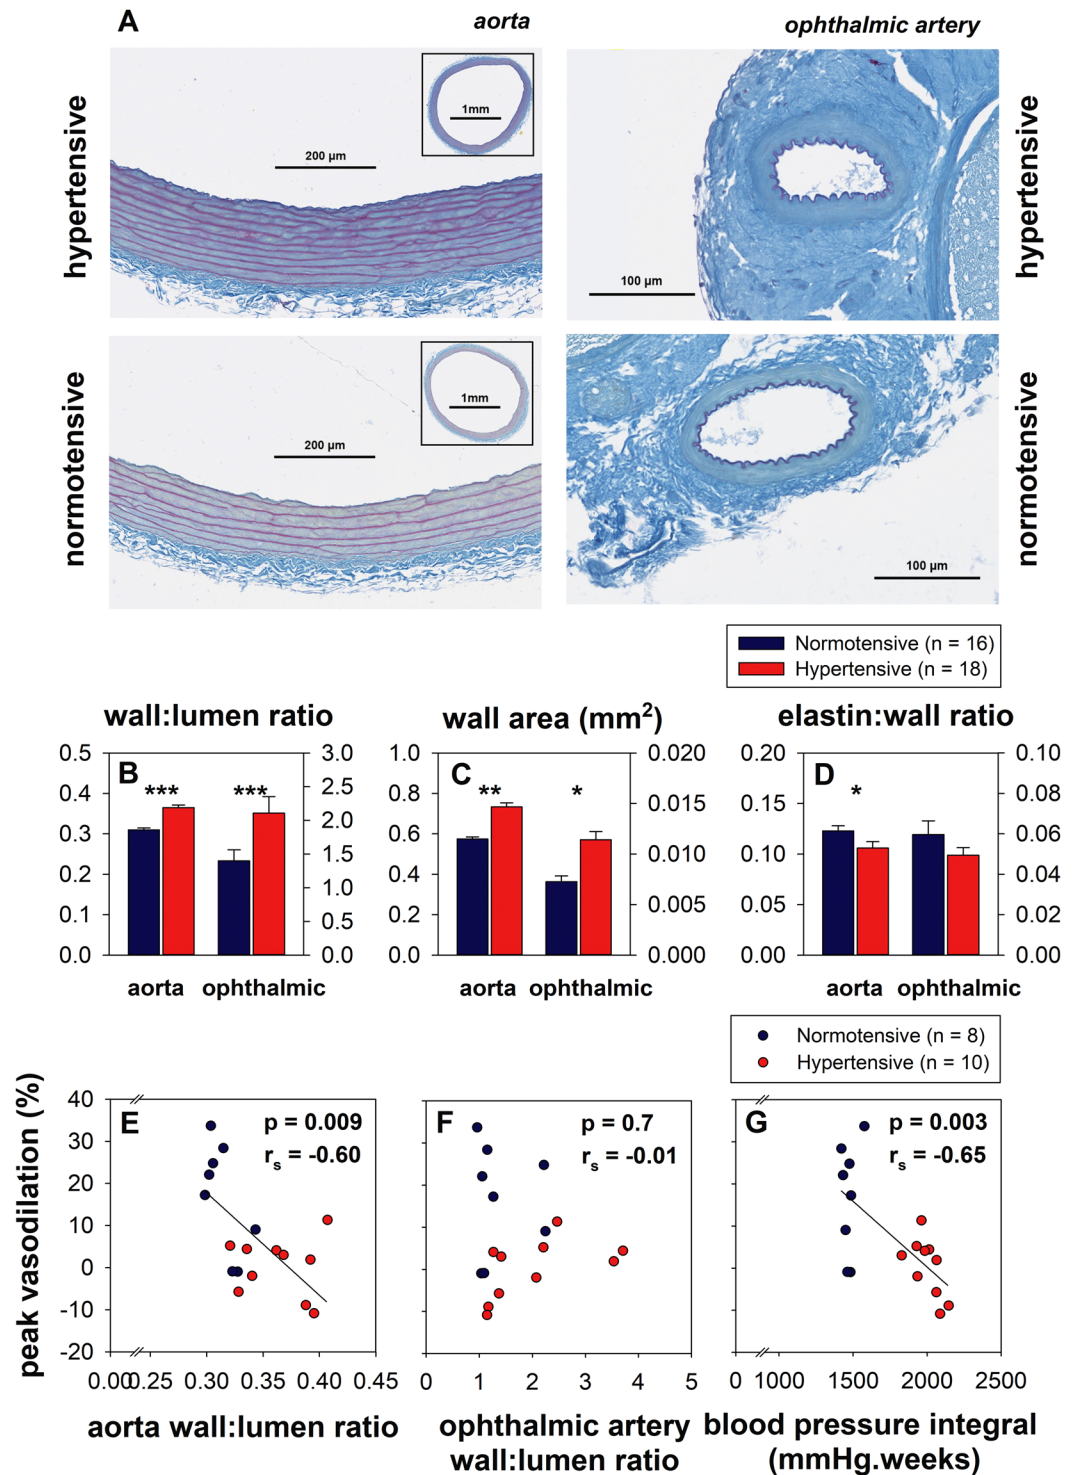 A
aorta
ophthalmic artery
hypertensive
1mm
200 µm
100 µm
hypertensive
normotensive
1mm
200 µm
100 µm
normotensive
Normotensive (n = 16)
Hypertensive (n = 18)
wall:lumen ratio
wall area (mm²)
elastin:wall ratio
B
0.5
0.4
0.3
0.2
0.1
0.0
*** ***
3.0
2.5
2.0
1.5
1.0
0.5
0.0
aorta ophthalmic
C
1.0
0.8
0.6
0.4
0.2
0.0
** *
0.020
0.015
0.010
0.005
0.000
aorta ophthalmic
D
0.20
0.15
0.10
0.05
0.00
*
0.10
0.08
0.06
0.04
0.02
0.00
aorta ophthalmic
Normotensive (n = 8)
Hypertensive (n = 10)
peak vasodilation (%)
40
30
20
10
0
-10
-20
E
p = 0.009
rs = -0.60
0.00 0.25 0.30 0.35 0.40 0.45
aorta wall:lumen ratio
F
p = 0.7
rs = -0.01
0 1 2 3 4 5
ophthalmic artery
wall:lumen ratio
G
p = 0.003
rs = -0.65
0 1000 1500 2000 2500
blood pressure integral
(mmHg.weeks)